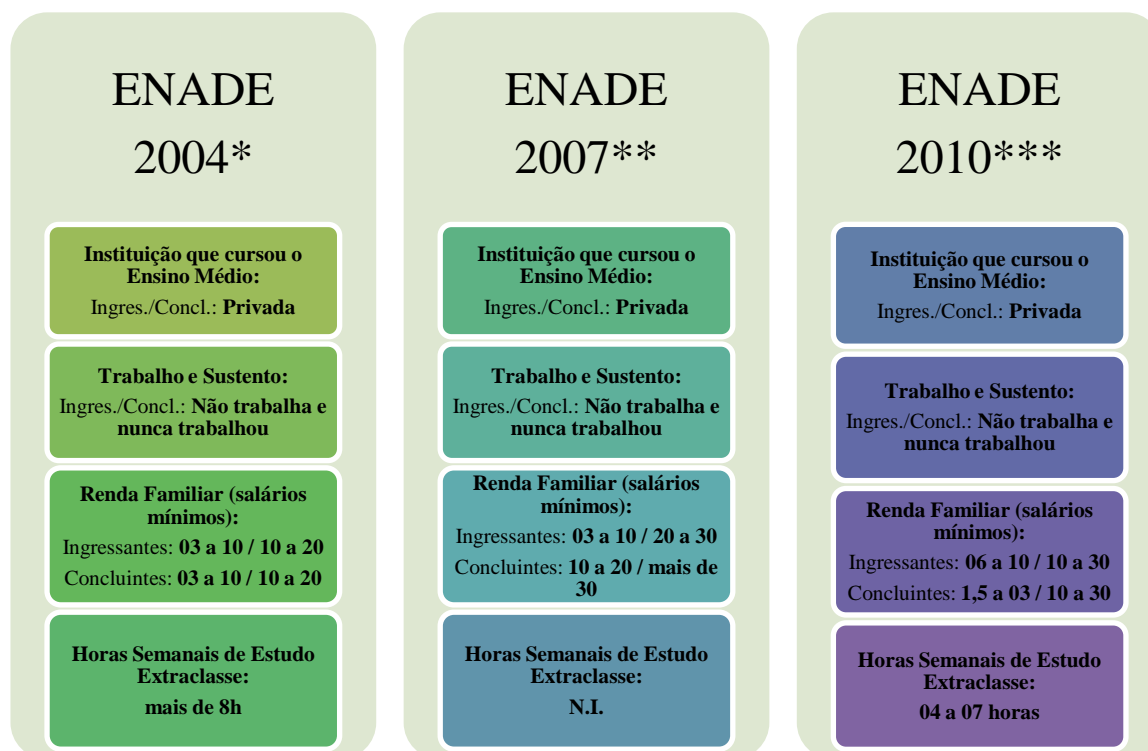 ENADE
2004*
Instituição que cursou o
Ensino Médio:
Ingres./Concl.: Privada
Trabalho e Sustento:
Ingres./Concl.: Não trabalha e
nunca trabalhou
Renda Familiar (salários
mínimos):
Ingressantes: 03 a 10 / 10 a 20
Concluintes: 03 a 10 / 10 a 20
Horas Semanais de Estudo
Extraclasse:
mais de 8h
ENADE
2007**
Instituição que cursou o
Ensino Médio:
Ingres./Concl.: Privada
Trabalho e Sustento:
Ingres./Concl.: Não trabalha e
nunca trabalhou
Renda Familiar (salários
mínimos):
Ingressantes: 03 a 10 / 20 a 30
Concluintes: 10 a 20 / mais de
30
Horas Semanais de Estudo
Extraclasse:
N.I.
ENADE
2010***
Instituição que cursou o
Ensino Médio:
Ingres./Concl.: Privada
Trabalho e Sustento:
Ingres./Concl.: Não trabalha e
nunca trabalhou
Renda Familiar (salários
mínimos):
Ingressantes: 06 a 10 / 10 a 30
Concluintes: 1,5 a 03 / 10 a 30
Horas Semanais de Estudo
Extraclasse:
04 a 07 horas